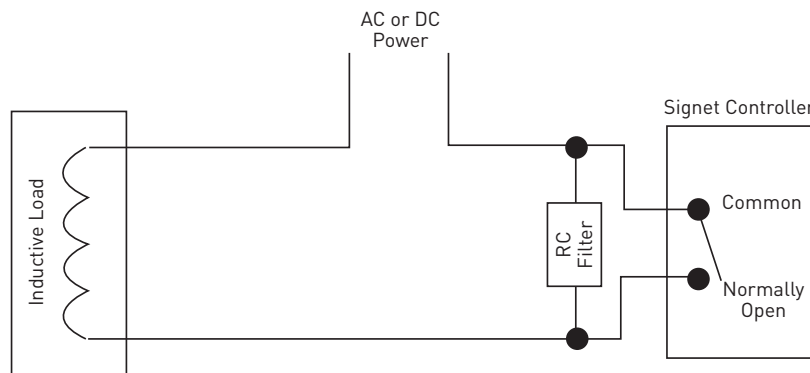 AC or DC
Power
Signet Controller
Inductive Load
RC
Filter
Common
Normally
Open